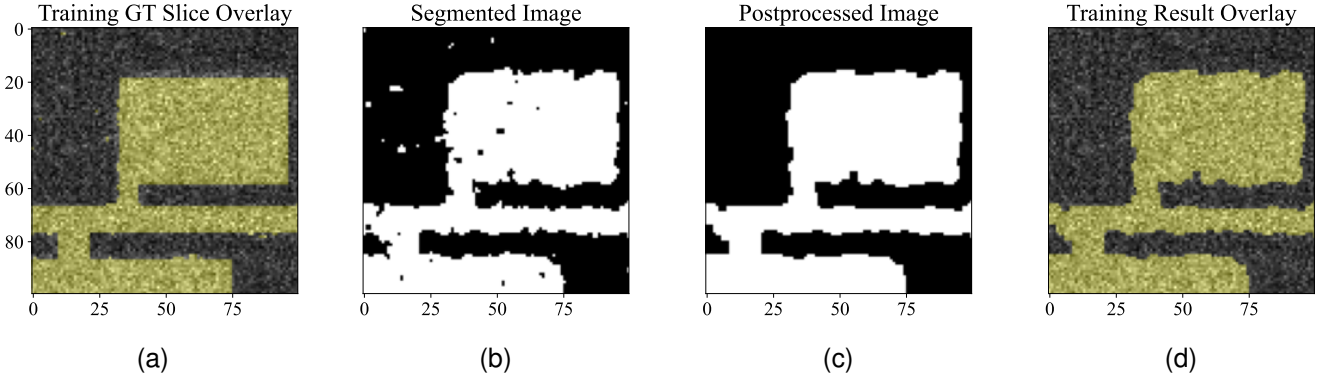 Training GT Slice Overlay
Segmented Image
Postprocessed Image
Training Result Overlay
0
20
40
60
80
0 25 50 75
0 25 50 75
0 25 50 75
0 25 50 75
(a)
(b)
(c)
(d)